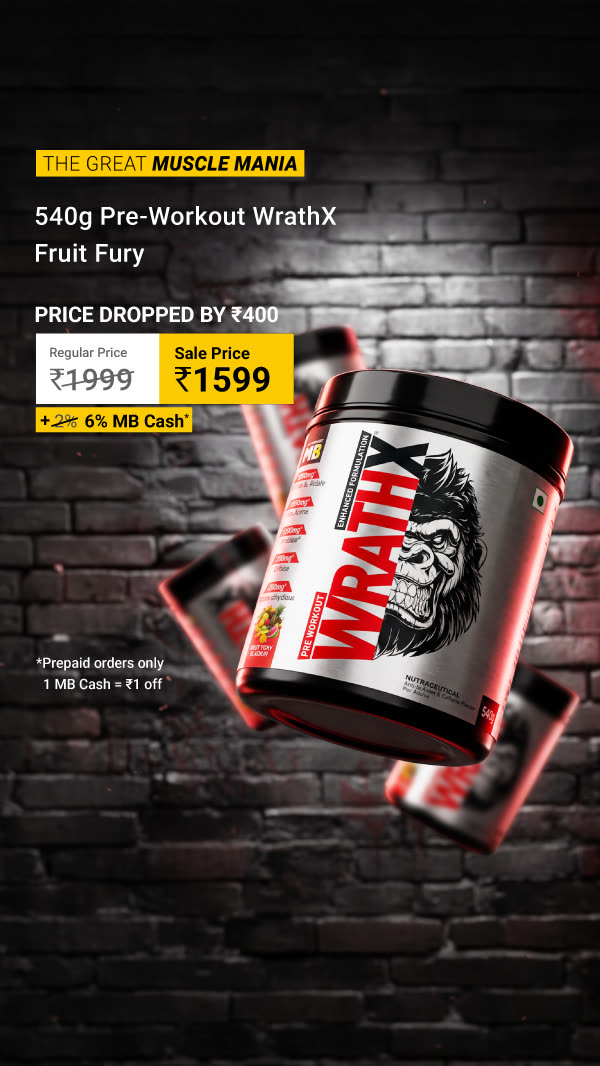 THE GREAT MUSCLE MANIA
540g Pre-Workout WrathX
Fruit Fury
PRICE DROPPED BY ₹400
Regular Price
₹1999
Sale Price
₹1599
+ 2% 6% MB Cash*
*Prepaid orders only
1 MB Cash = ₹1 off
MB
ENHANCED FORMULATION
WRATHX
PRE WORKOUT
NUTRACEUTICAL
540g